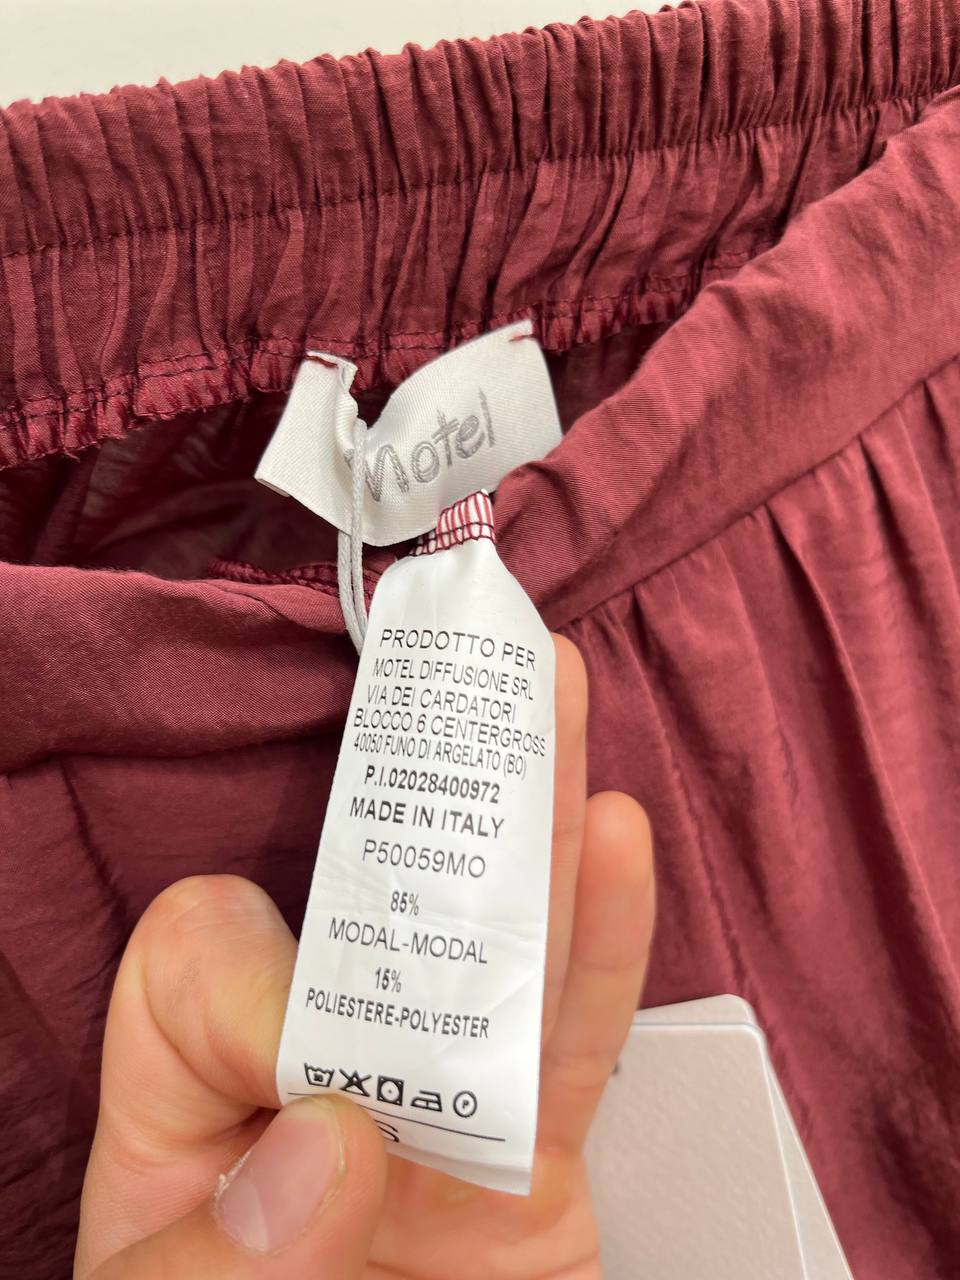 Motel
PRODOTTO PER
MOTEL DIFFUSIONE SRL
VIA DEI CARDATORI
BLOCCO 6 CENTERGROSS
40050 FUNO DI ARGELATO (BO)
P.I.02028400972
MADE IN ITALY
P50059MO
85%
MODAL-MODAL
15%
POLIESTERE-POLYESTER
P
S